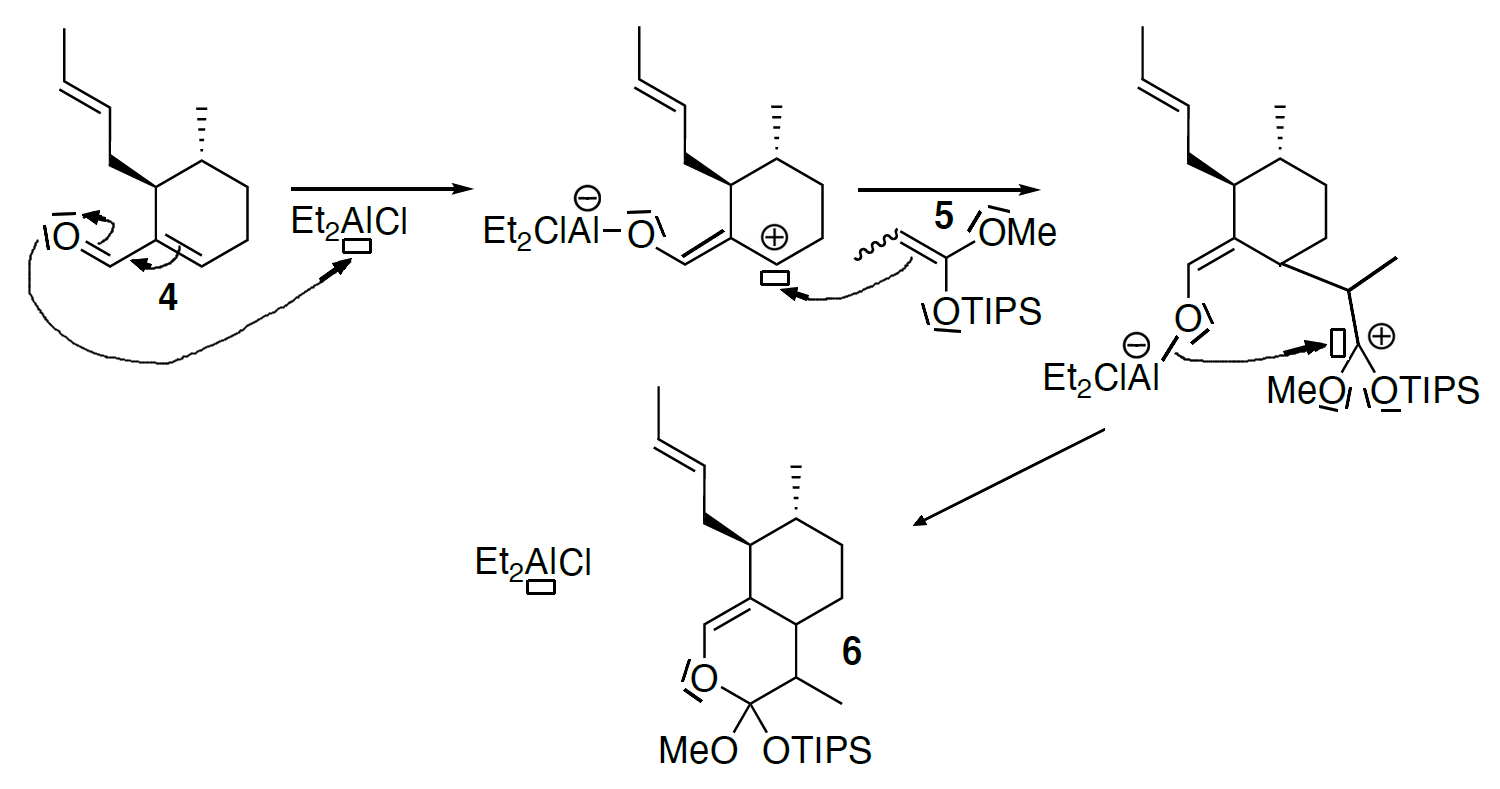 O
4
Et2AlCl
Et2ClAl
⊖
O
⊕
5
OMe
OTIPS
O
⊖
Et2ClAl
⊕
MeO
OTIPS
Et2AlCl
6
O
MeO
OTIPS